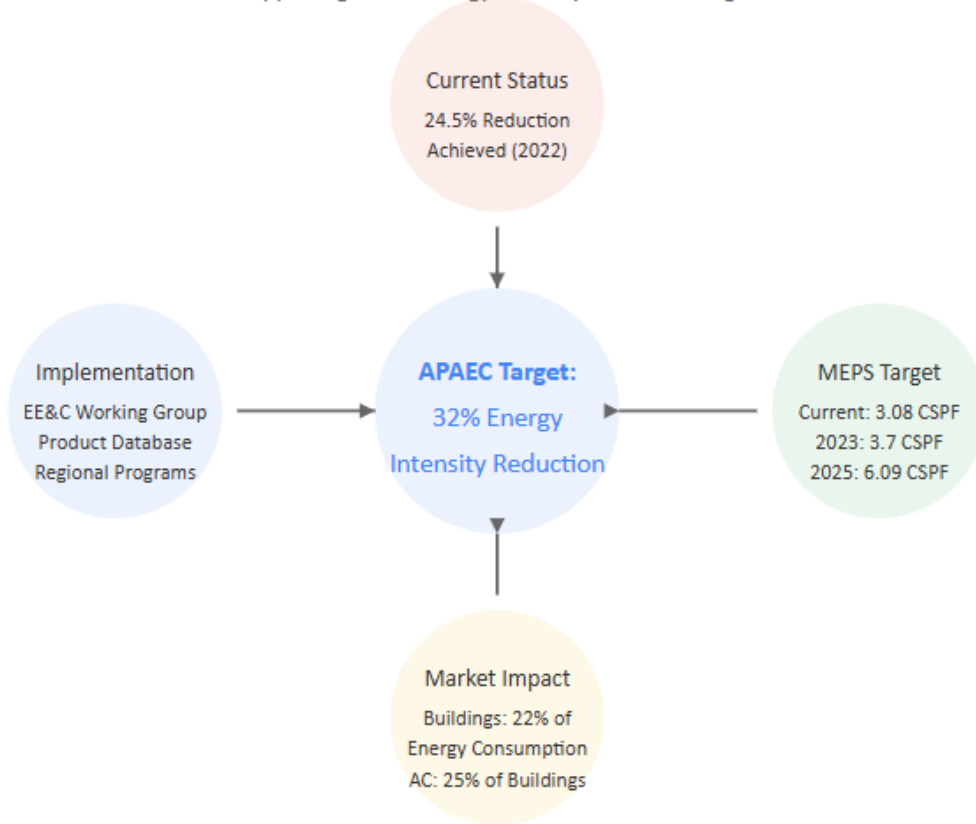 Current Status
24.5% Reduction
Achieved (2022)
Implementation
EE&C Working Group
Product Database
Regional Programs
APAEC Target:
32% Energy
Intensity Reduction
MEPS Target
Current: 3.08 CSPF
2023: 3.7 CSPF
2025: 6.09 CSPF
Market Impact
Buildings: 22% of
Energy Consumption
AC: 25% of Buildings